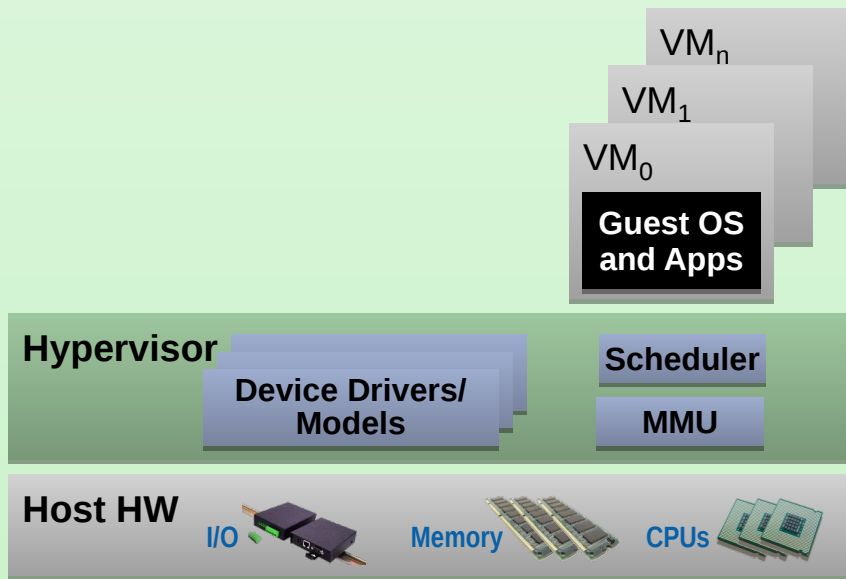 VMn
VM1
VM0
Guest OS
and Apps
Hypervisor
Device Drivers/
Models
Scheduler
MMU
Host HW
I/O
Memory
CPUs